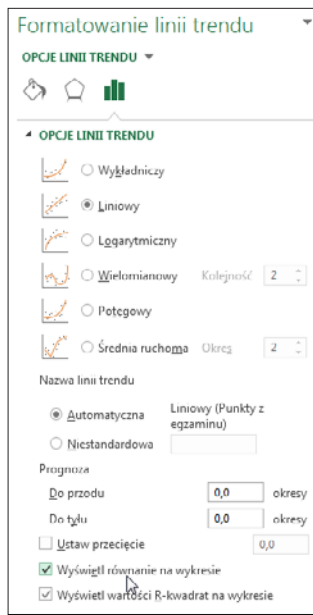 Formatowanie linii trendu
OPCJE LINII TRENDU
OPCJE LINII TRENDU
Wykładniczy
Liniowy
Logarytmiczny
Wielomianowy Kolejność 2
Potęgowy
Średnia ruchoma Okres 2
Nazwa linii trendu
Automatyczna Liniowy (Punkty z egzaminu)
Niestandardowa
Prognoza
Do przodu 0,0 okresy
Do tyłu 0,0 okresy
Ustaw przecięcie 0,0
Wyświetl równanie na wykresie
Wyświetl wartości R-kwadrat na wykresie